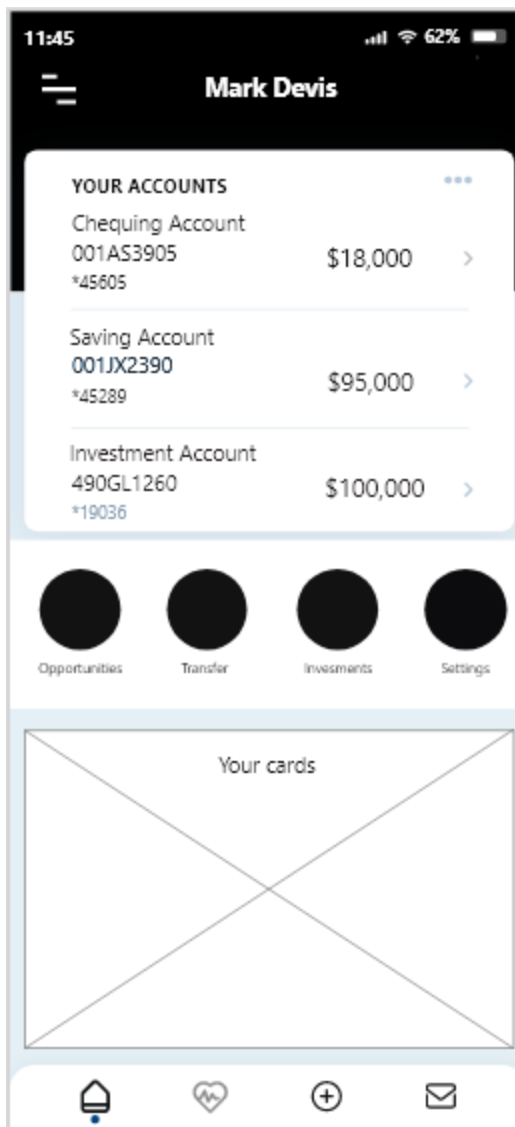 11:45 62%
Mark Devis
YOUR ACCOUNTS
Chequing Account
001AS3905
$18,000
*45605
Saving Account
001JX2390
$95,000
*45289
Investment Account
490GL1260
$100,000
*19036
Opportunities Transfer Invesments Settings
Your cards